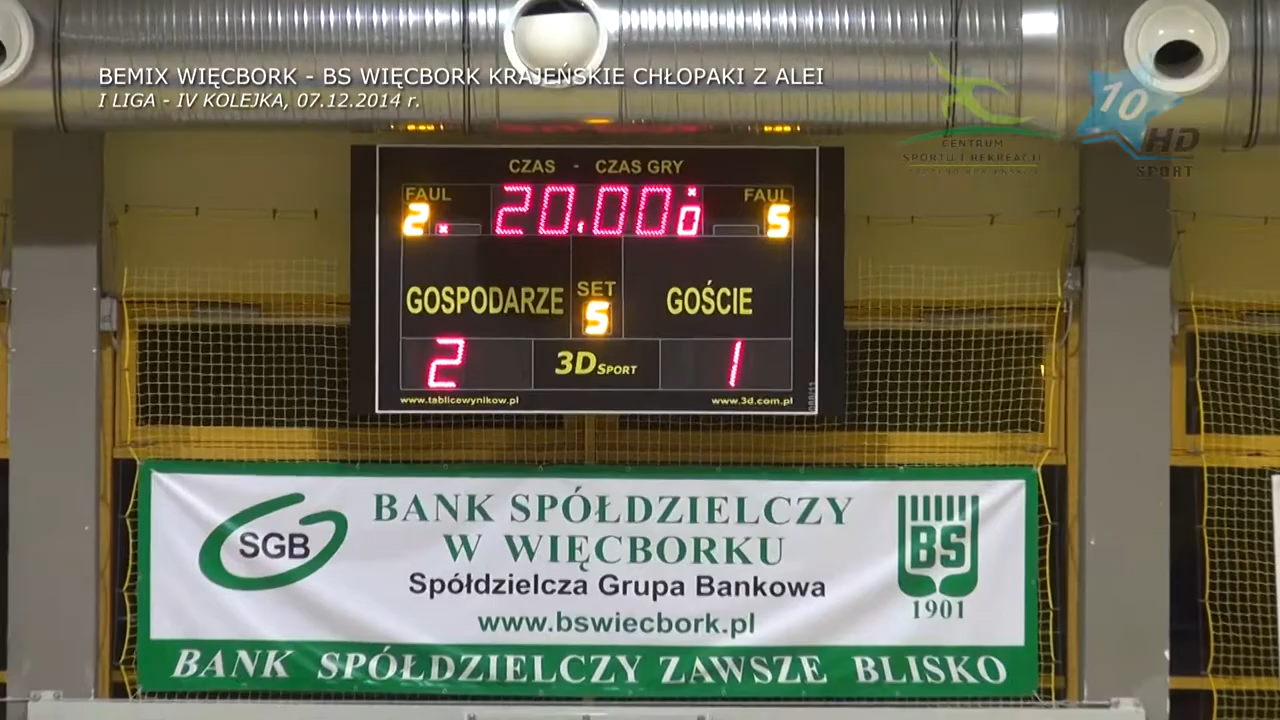 BEMIX WIĘCBORK - BS WIĘCBORK KRAJEŃSKIE CHŁOPAKI Z ALEI
I LIGA - IV KOLEJKA, 07.12.2014 r.
CENTRUM
SPORTU I REKREACJI
10
HD
SPORT
CZAS - CZAS GRY
FAUL
FAUL
2 20.00 0 5
GOSPODARZE
SET
GOŚCIE
5
2
3D SPORT
1
www.tablicewynikow.pl
www.3d.com.pl
SGB
BANK SPÓŁDZIELCZY
W WIĘCBORKU
Spółdzielcza Grupa Bankowa
www.bswiecbork.pl
BS
1901
BANK SPÓŁDZIELCZY ZAWSZE BLISKO